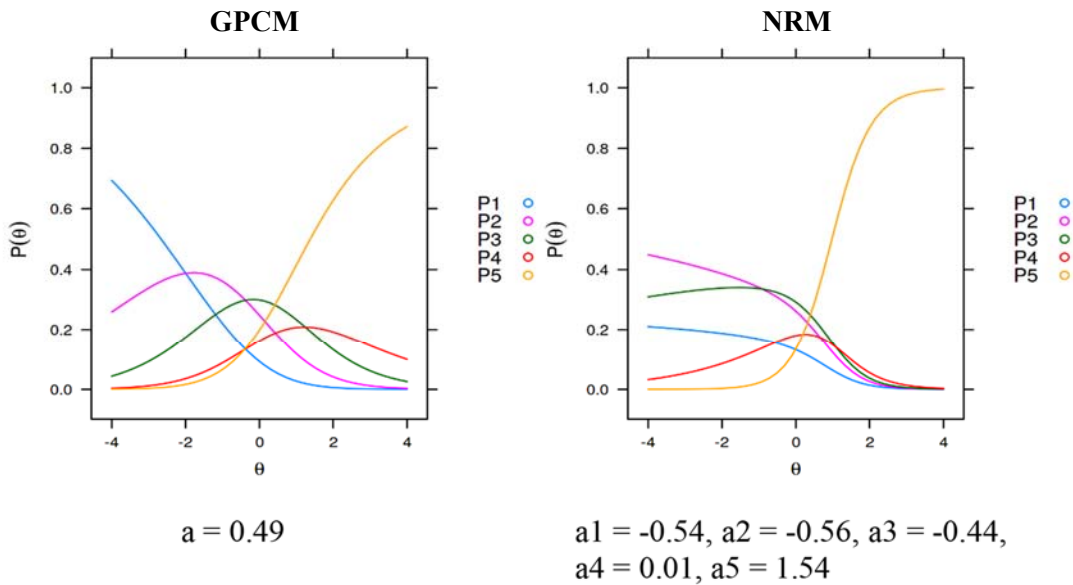 GPCM
NRM
P(θ)
1.0
0.8
0.6
0.4
0.2
0.0
-4
-2
0
2
4
θ
P1
P2
P3
P4
P5
P(θ)
1.0
0.8
0.6
0.4
0.2
0.0
-4
-2
0
2
4
θ
P1
P2
P3
P4
P5
a = 0.49
a1 = -0.54, a2 = -0.56, a3 = -0.44,
a4 = 0.01, a5 = 1.54